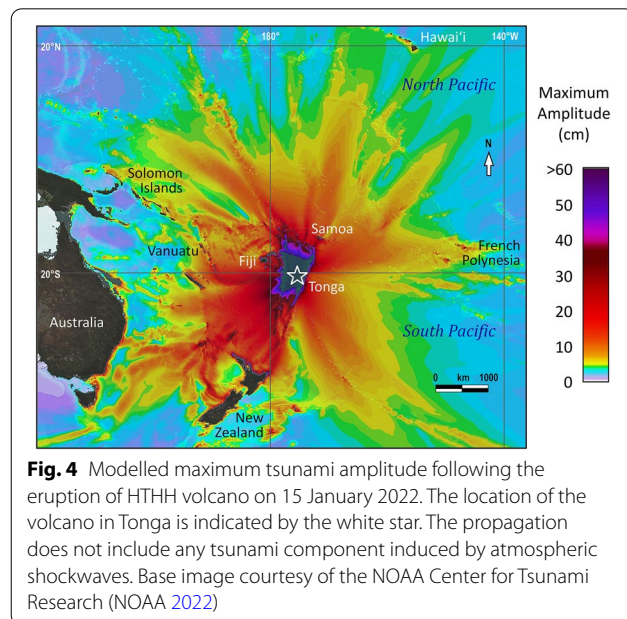 Hawai'i
140°W
20°N
180°
North Pacific
Maximum
Amplitude
(cm)
N
>60
Solomon
Islands
50
Samoa
40
Vanuatu
Fiji
French
Polynesia
30
20°S
Tonga
20
Australia
South Pacific
10
0 km 1000
0
New
Zealand
Fig. 4 Modelled maximum tsunami amplitude following the
eruption of HTHH volcano on 15 January 2022. The location of the
volcano in Tonga is indicated by the white star. The propagation
does not include any tsunami component induced by atmospheric
shockwaves. Base image courtesy of the NOAA Center for Tsunami
Research (NOAA 2022)